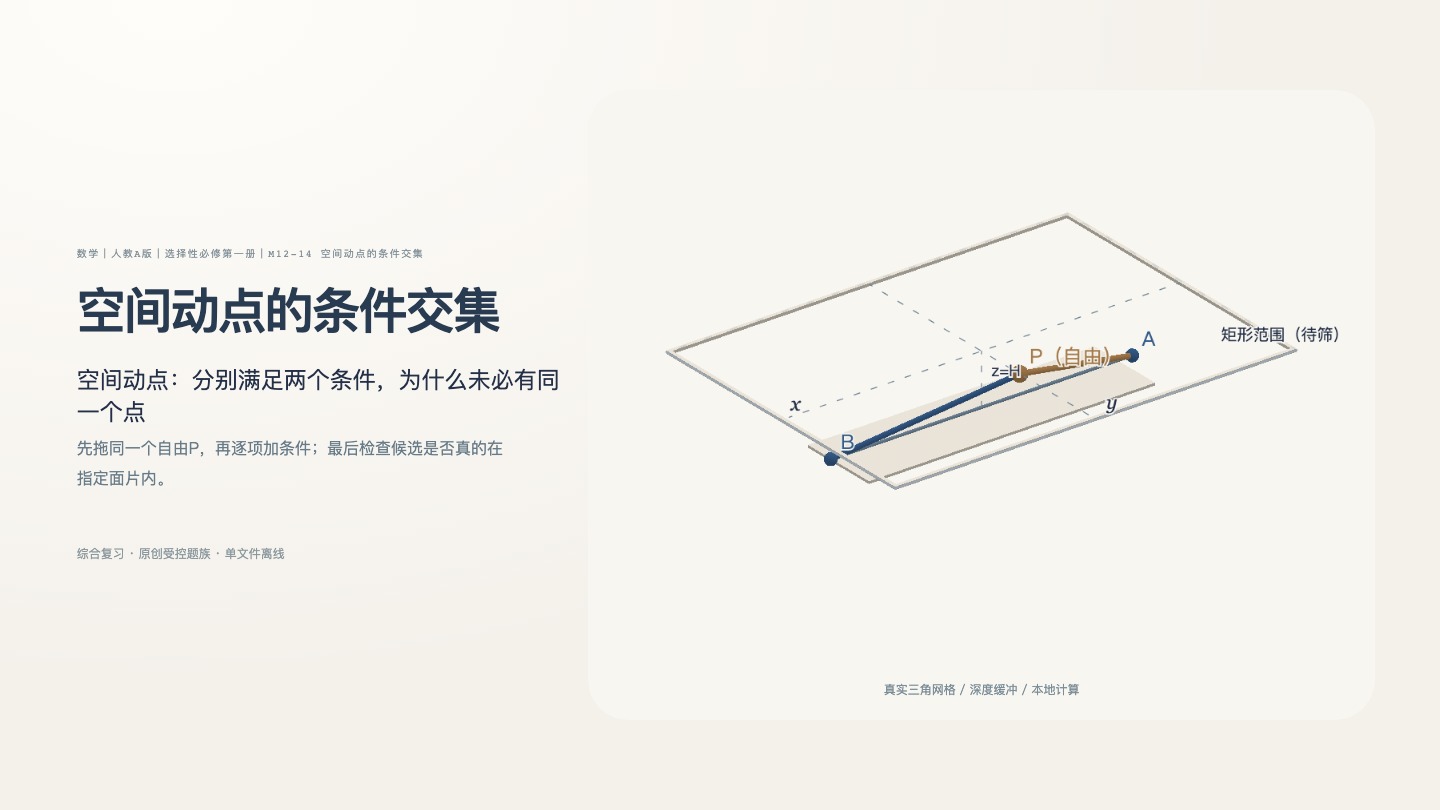 数学｜人教A版｜选择性必修第一册｜M12-14 空间动点的条件交集
空间动点的条件交集
空间动点：分别满足两个条件，为什么未必有同
一个点
先拖同一个自由P，再逐项加条件；最后检查候选是否真的在
指定面片内。
综合复习 · 原创受控题族 · 单文件离线
矩形范围（待筛）
A
P（自由）
z=H
x
y
B
真实三角网格 / 深度缓冲 / 本地计算